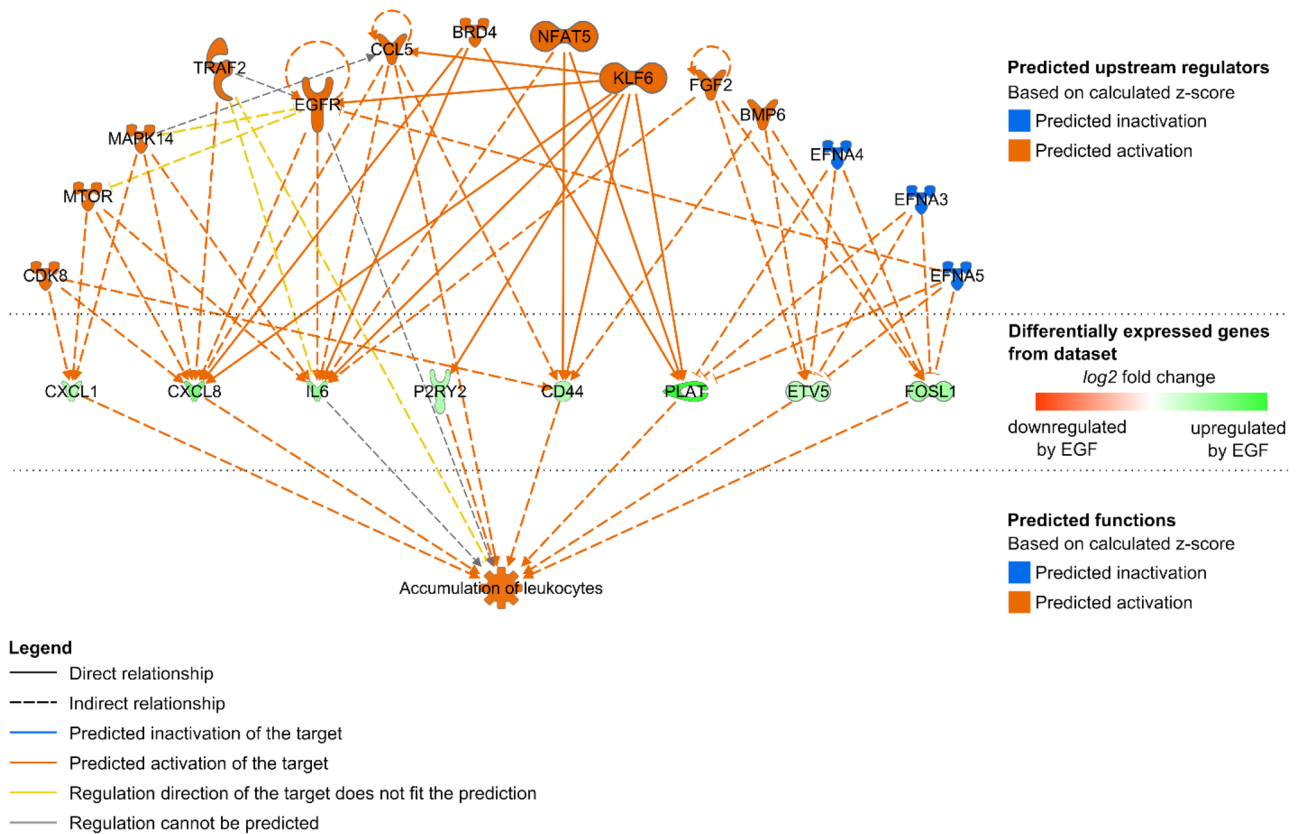 BRD4
NFAT5
CCL5
TRAF2
KLF6
FGF2
EGFR
BMP6
MAPK14
EFNA4
MTOR
EFNA3
CDK8
EFNA5
Predicted upstream regulators
Based on calculated z-score
Predicted inactivation
Predicted activation
CXCL1
CXCL8
IL6
P2RY2
CD44
PLAT
ETV5
FOSL1
Differentially expressed genes
from dataset
log2 fold change
downregulated
by EGF
upregulated
by EGF
Accumulation of leukocytes
Predicted functions
Based on calculated z-score
Predicted inactivation
Predicted activation
Legend
Direct relationship
Indirect relationship
Predicted inactivation of the target
Predicted activation of the target
Regulation direction of the target does not fit the prediction
Regulation cannot be predicted